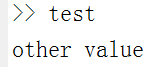 >> test
other value